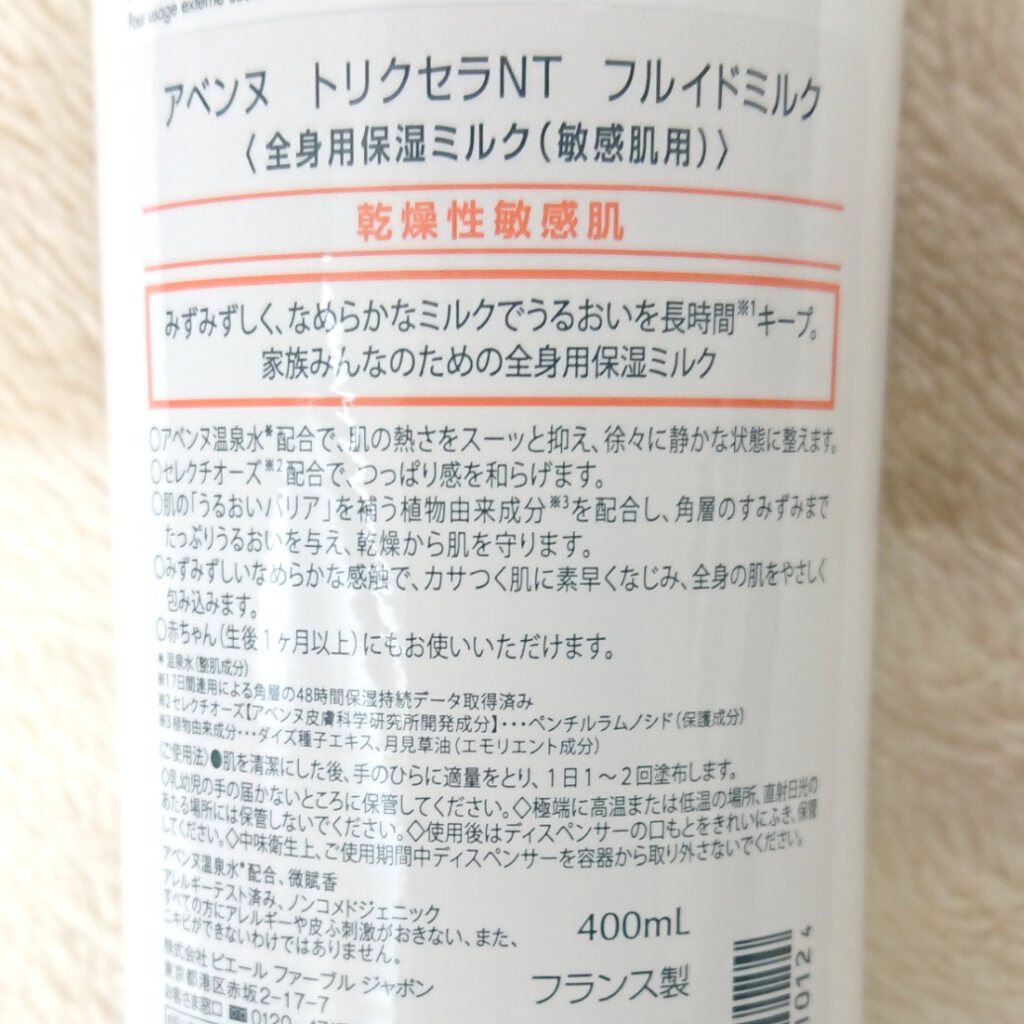 Pour usage externe
アベンヌ トリクセラNT フルイドミルク
〈全身用保湿ミルク(敏感肌用)〉
乾燥性敏感肌
みずみずしく、なめらかなミルクでうるおいを長時間※1キープ。
家族みんなのための全身用保湿ミルク
○アベンヌ温泉水*配合で、肌の熱さをスーッと抑え、徐々に静かな状態に整えます。
○セレクチオーズ※2配合で、つっぱり感を和らげます。
○肌の「うるおいバリア」を補う植物由来成分※3を配合し、角層のすみずみまで
たっぷりうるおいを与え、乾燥から肌を守ります。
○みずみずしいなめらかな感触で、カサつく肌に素早くなじみ、全身の肌をやさしく
包み込みます。
○赤ちゃん(生後1ヶ月以上)にもお使いいただけます。
*温泉水(整肌成分)
※17日間連用による角層の48時間保湿持続データ取得済み
※2セレクチオーズ【アベンヌ皮膚科学研究所開発成分】・・・ペンチルラムノシド(保護成分)
※3植物由来成分・・・ダイズ種子エキス、月見草油(エモリエント成分)
〈ご使用法〉●肌を清潔にした後、手のひらに適量をとり、1日1～2回塗布します。
◇乳幼児の手の届かないところに保管してください。◇極端に高温または低温の場所、直射日光の
あたる場所には保管しないでください。◇使用後はディスペンサーの口もとをきれいにふき、保管
してください。◇中味衛生上、ご使用期間中ディスペンサーを容器から取り外さないでください。
アベンヌ温泉水*配合、微賦香
アレルギーテスト済み、ノンコメドジェニック
すべての方にアレルギーや皮ふ刺激がおきない、また、
ニキビができないわけではありません。
400mL
株式会社 ピエール ファーブル ジャポン
東京都港区赤坂2-17-7
フランス製
お客さま窓口 0120
10124